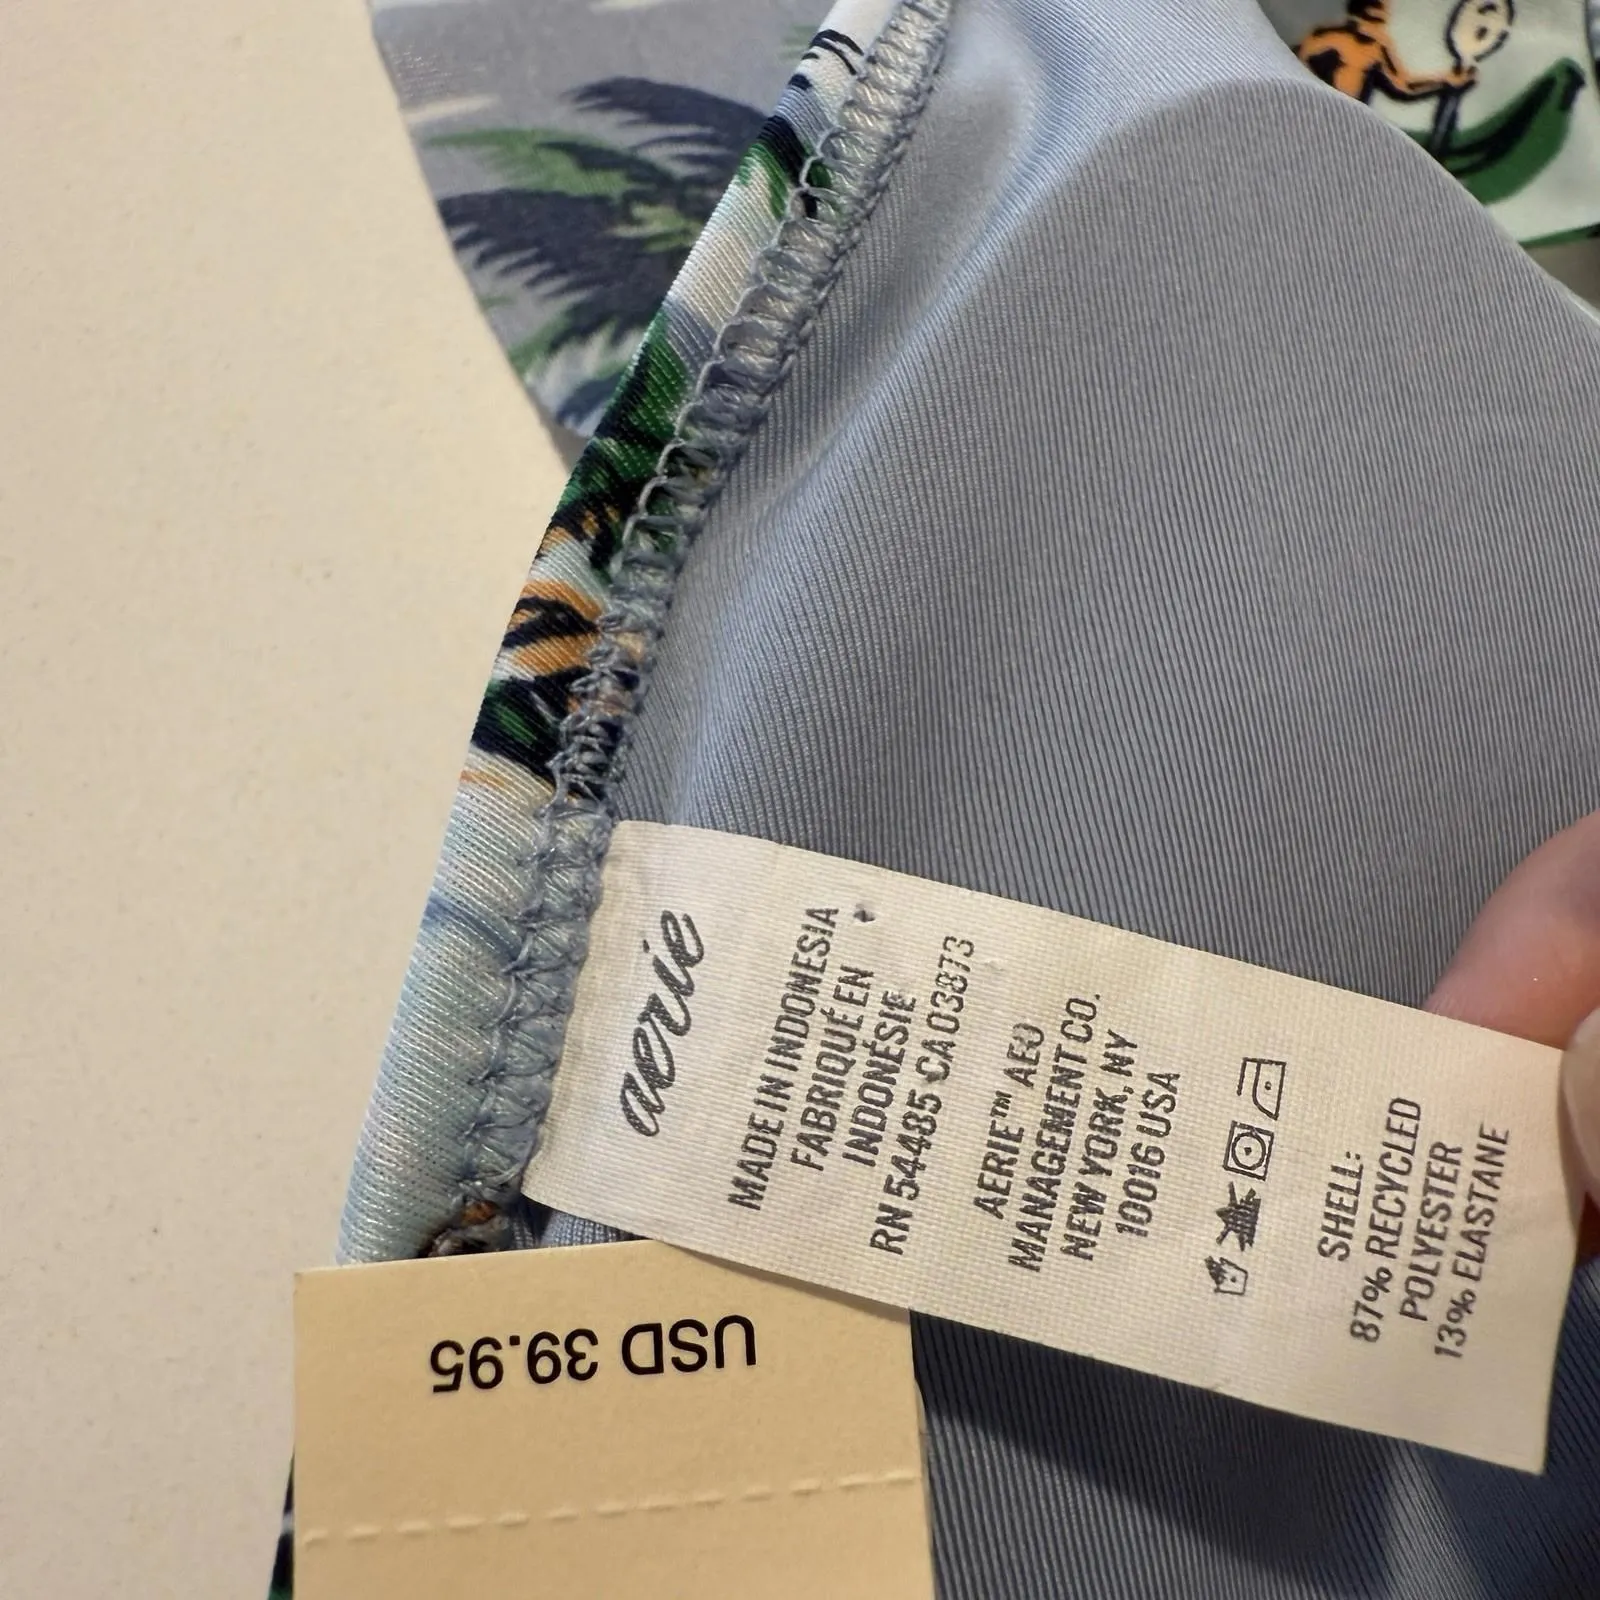 aerie
MADE IN INDONESIA
FABRIQUÉ EN
INDONÉSIE
RN 54485 CA 03873
AERIE™ AEO
MANAGEMENT CO.
NEW YORK, NY
10016 USA
SHELL:
87% RECYCLED
POLYESTER
13% ELASTANE
USD 39.95